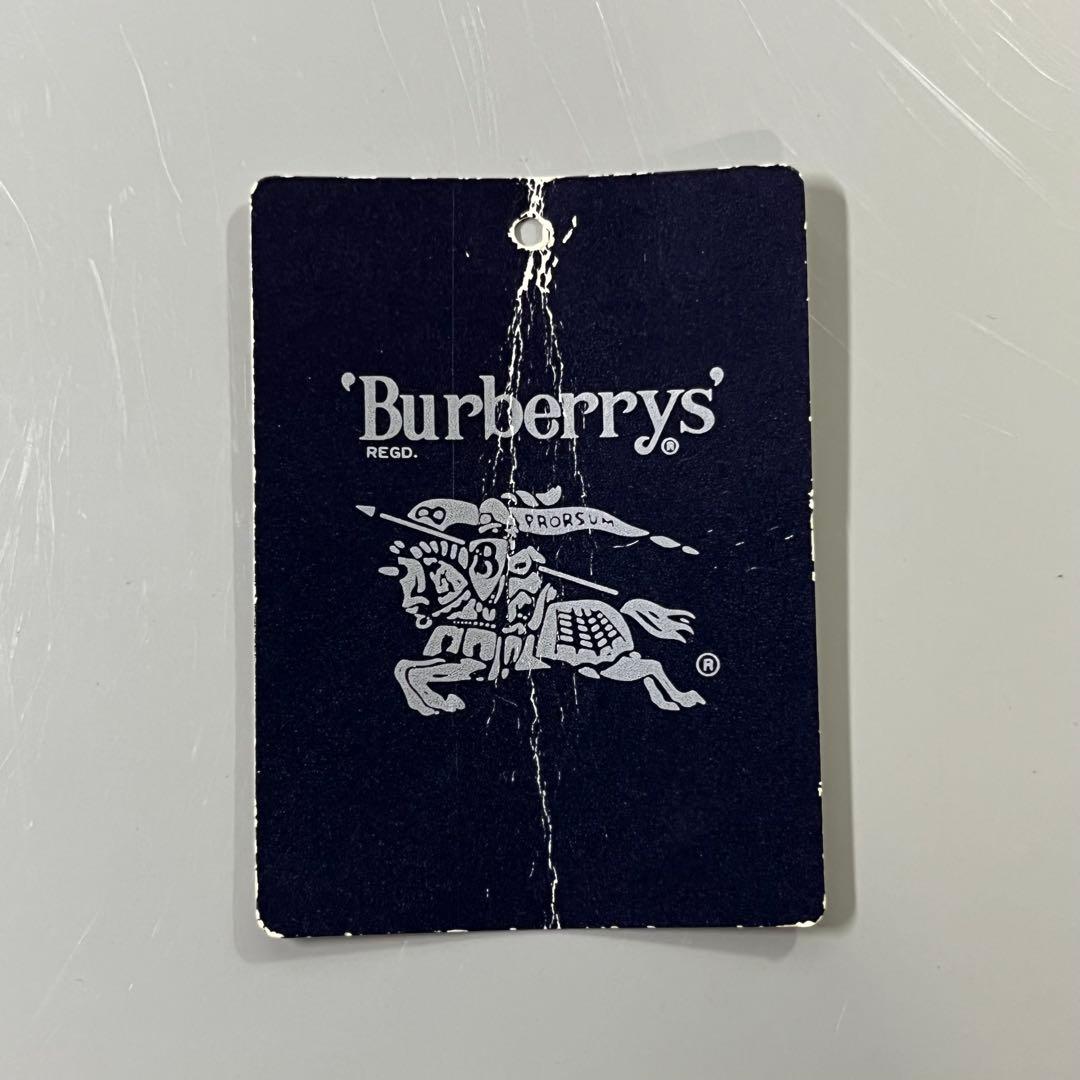 'Burberrys'
REGD. ®
PRORSUM
B
®